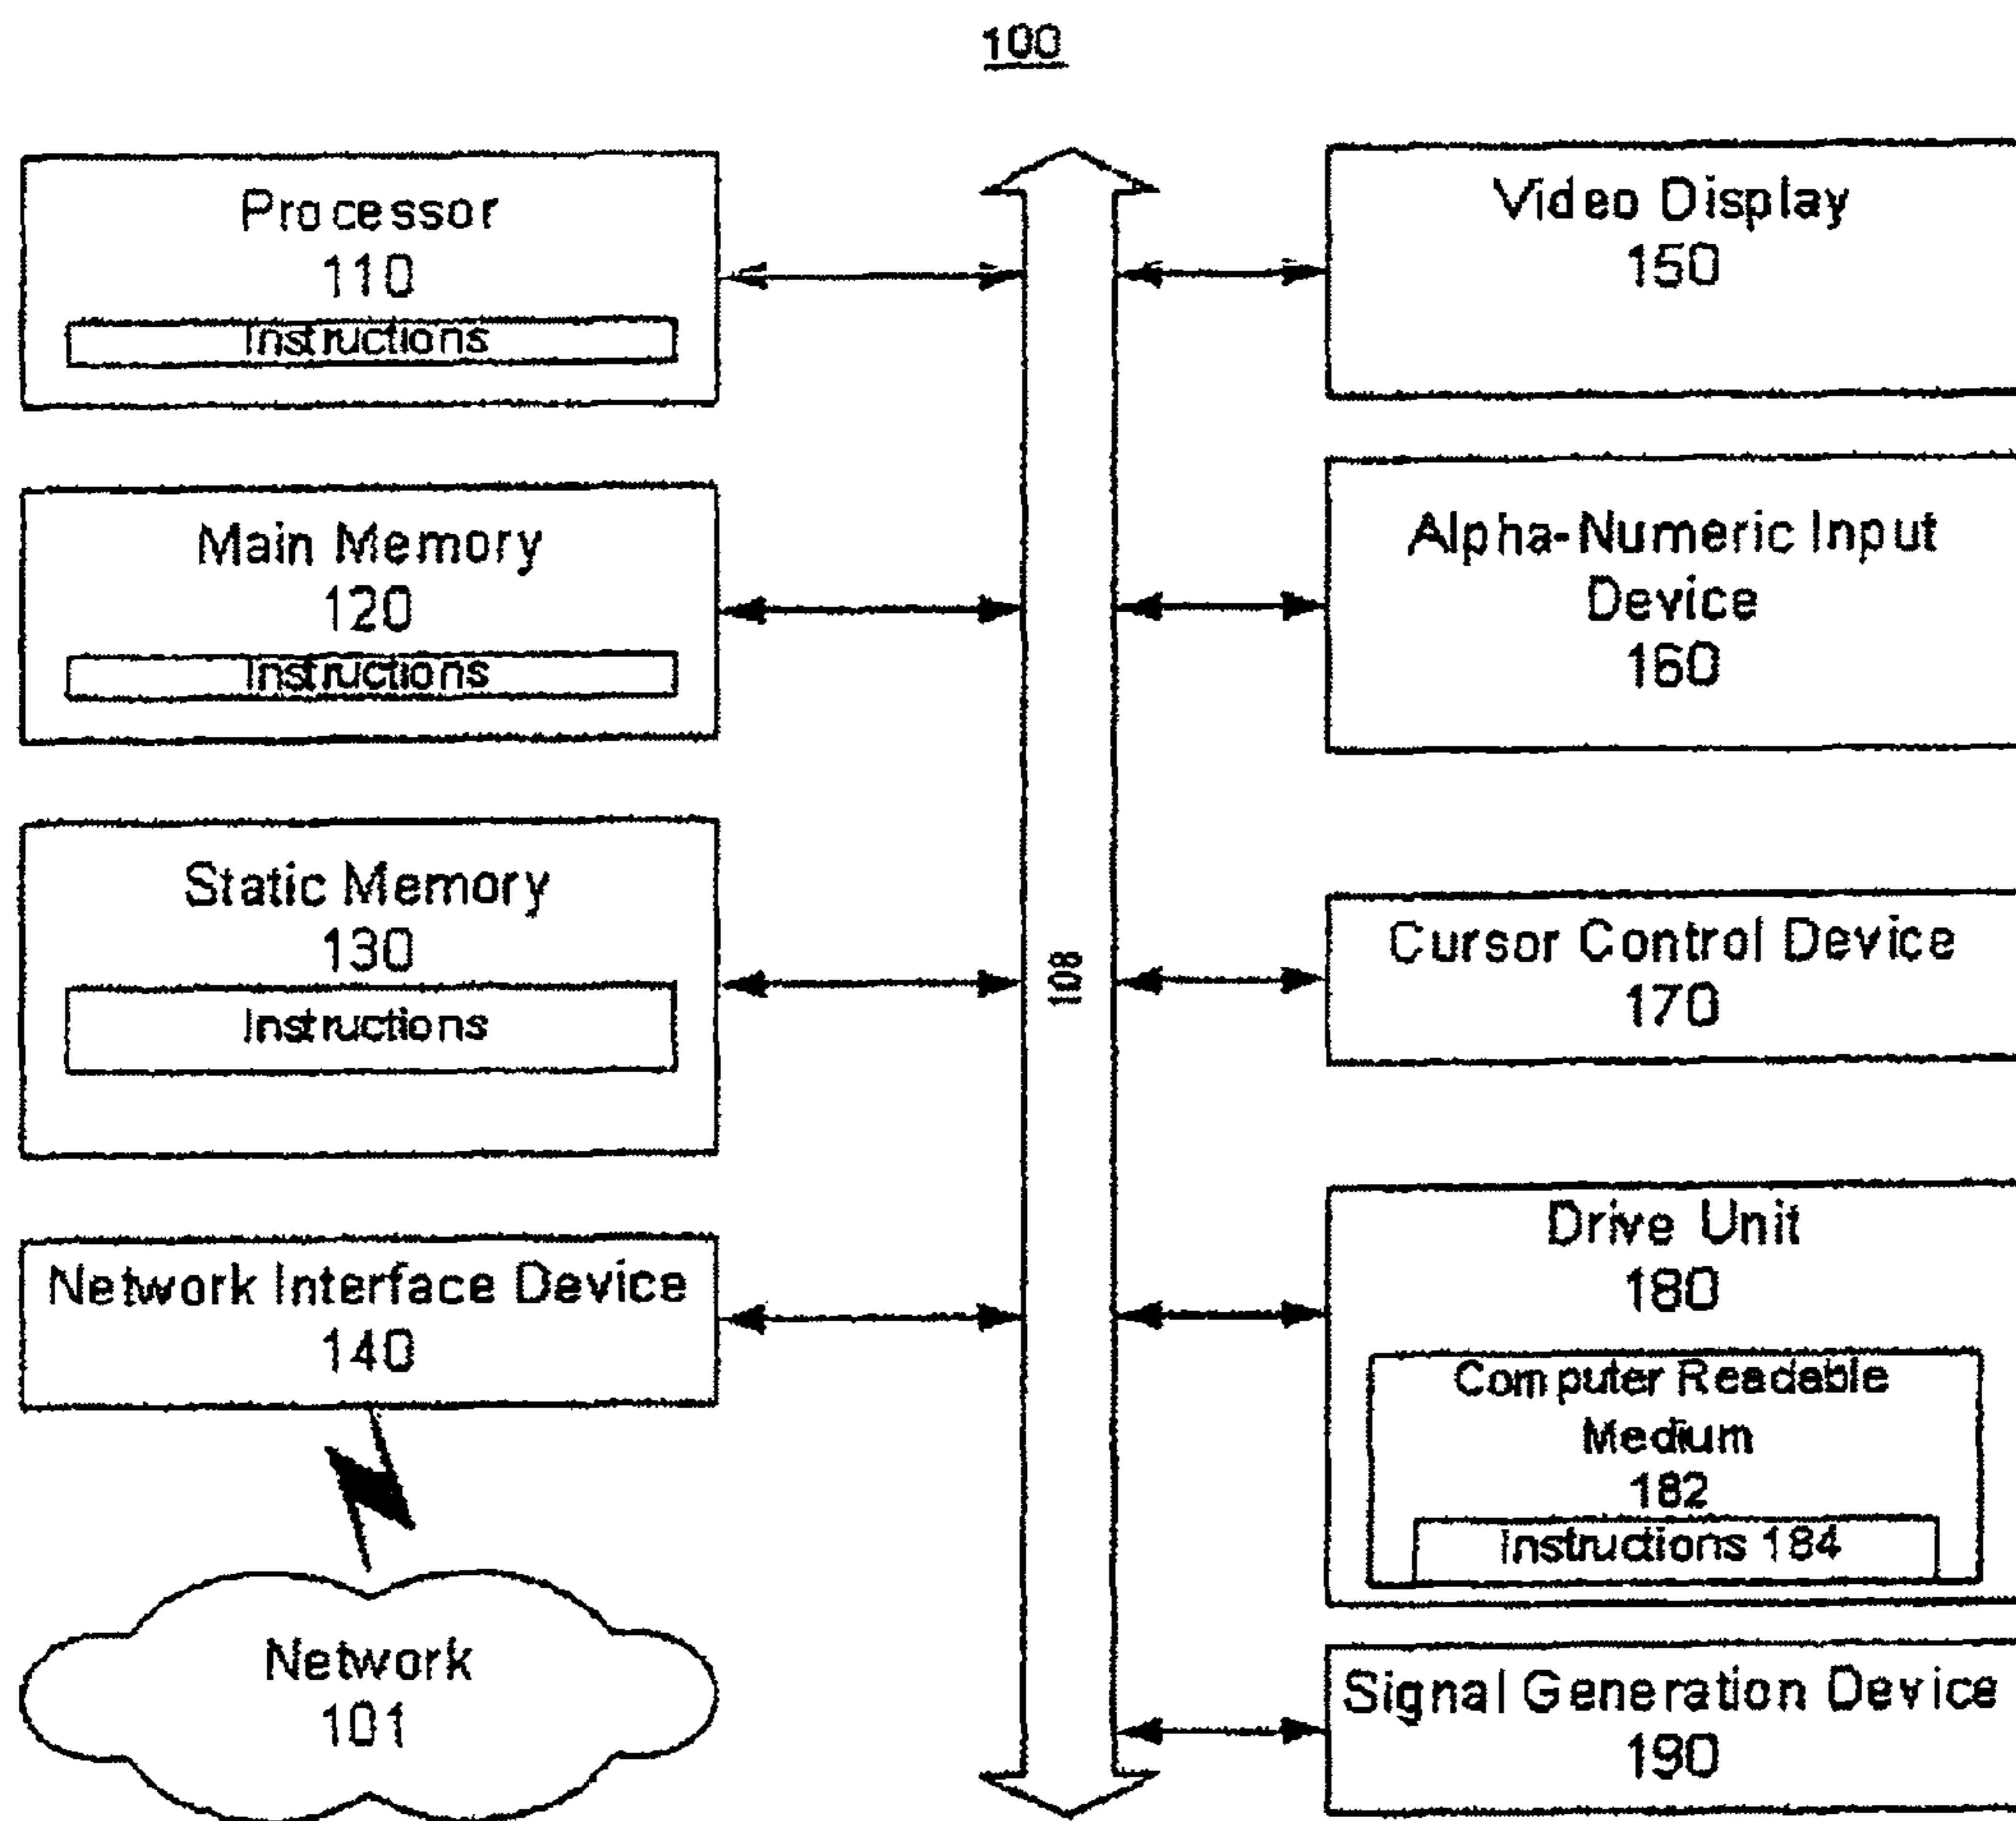 100
Processor
110
Instructions
Main Memory
120
Instructions
Static Memory
130
Instructions
Network Interface Device
140
Network
101
108
Video Display
150
Alpha-Numeric Input
Device
160
Cursor Control Device
170
Drive Unit
180
Computer Readable
Medium
182
Instructions 184
Signal Generation Device
190